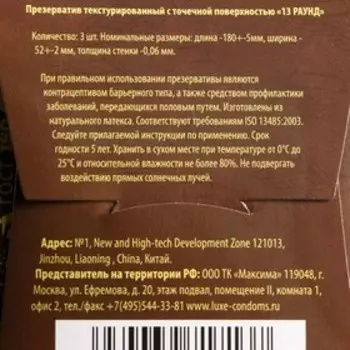 Презерватив текстурированный с точечной поверхностью «13 РАУНД»
Количество: 3 шт. Номинальные размеры: длина -180+-5мм, ширина -
52+-2 мм, толщина стенки -0,06 мм.
При правильном использовании презервативы являются
контрацептивом барьерного типа, а также средством профилактики
заболеваний, передающихся половым путем. Изготовлены из
натурального латекса. Соответствуют требованиям ISO 13485:2003.
Следуйте прилагаемой инструкции по применению. Срок
годности 5 лет. Хранить в сухом месте при температуре от 0°C до
25°C и относительной влажности не более 80%. Не подвергать
воздействию прямых солнечных лучей.
ГОСТ
Адрес: №1, New and High-tech Development Zone 121013,
Jinzhou, Liaoning , China, Китай.
Представитель на территории РФ: ООО ТК «Максима» 119048, г.
Москва, ул. Ефремова, д. 20, этаж подвал, помещение II, комната 1,
офис 2, тел./факс +7(495)544-33-81 www.luxe-condoms.ru